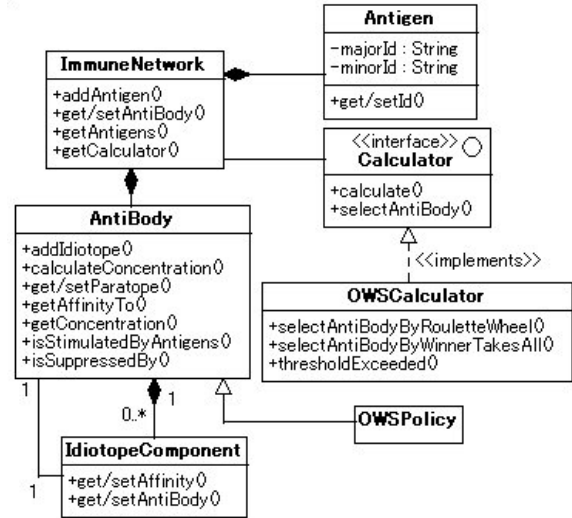 Antigen
-majorId : String
-minorId : String
+get/setId()
ImmuneNetwork
+addAntigen()
+get/setAntiBody()
+getAntigens()
+getCalculator()
<<interface>>
Calculator
+calculate()
+selectAntiBody()
AntiBody
+addIdiotope()
+calculateConcentration()
+get/setParatope()
+getAffinityTo()
+getConcentration()
+isStimulatedByAntigens()
+isSuppressedBy()
<<implements>>
OWSCalculator
+selectAntiBodyByRouletteWheel()
+selectAntiBodyByWinnerTakesAll()
+thresholdExceeded()
1
1
0..*
OWSPolicy
IdiotopeComponent
+get/setAffinity()
+get/setAntiBody()
1